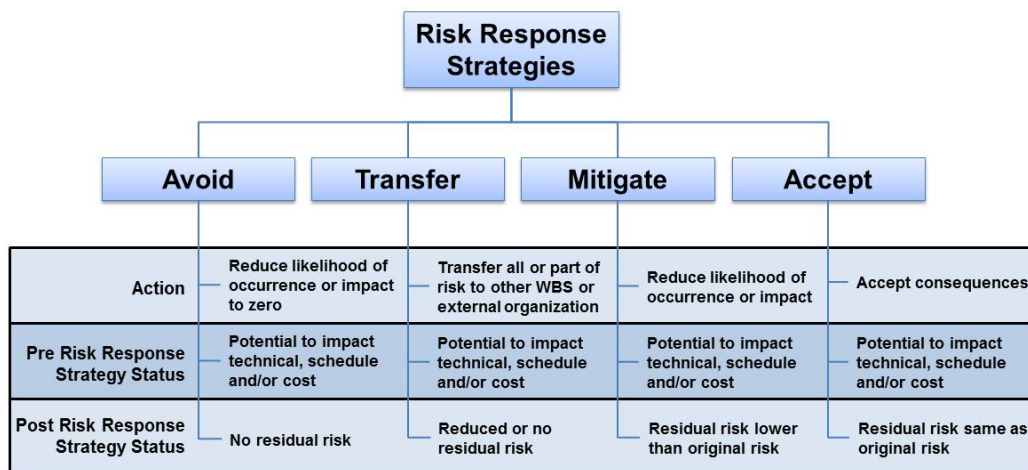 Risk Response
Strategies
Avoid
Transfer
Mitigate
Accept
Action
Reduce likelihood of
occurrence or impact
to zero
Transfer all or part of
risk to other WBS or
external organization
Reduce likelihood of
occurrence or impact
Accept consequences
Pre Risk Response
Strategy Status
Potential to impact
technical, schedule
and/or cost
Potential to impact
technical, schedule
and/or cost
Potential to impact
technical, schedule
and/or cost
Potential to impact
technical, schedule
and/or cost
Post Risk Response
Strategy Status
No residual risk
Reduced or no
residual risk
Residual risk lower
than original risk
Residual risk same as
original risk